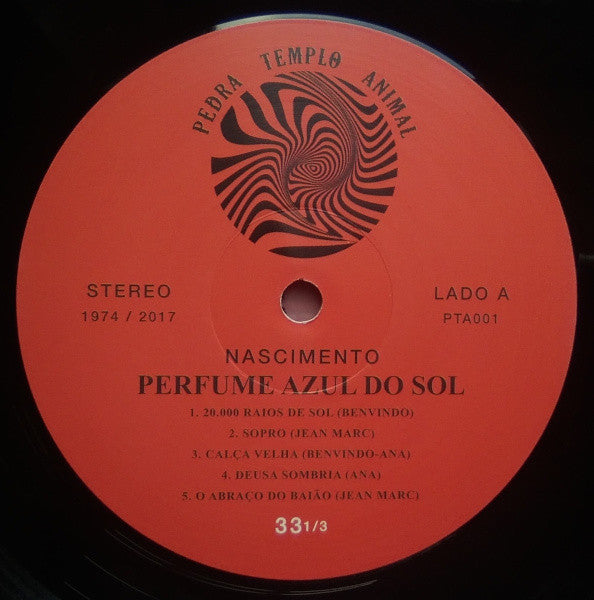 PEDRA TEMPLO ANIMAL
STEREO
1974 / 2017
LADO A
PTA001
NASCIMENTO
PERFUME AZUL DO SOL
1. 20.000 RAIOS DE SOL (BENVINDO)
2. SOPRO (JEAN MARC)
3. CALÇA VELHA (BENVINDO-ANA)
4. DEUSA SOMBRIA (ANA)
5. O ABRAÇO DO BAIÃO (JEAN MARC)
33 1/3